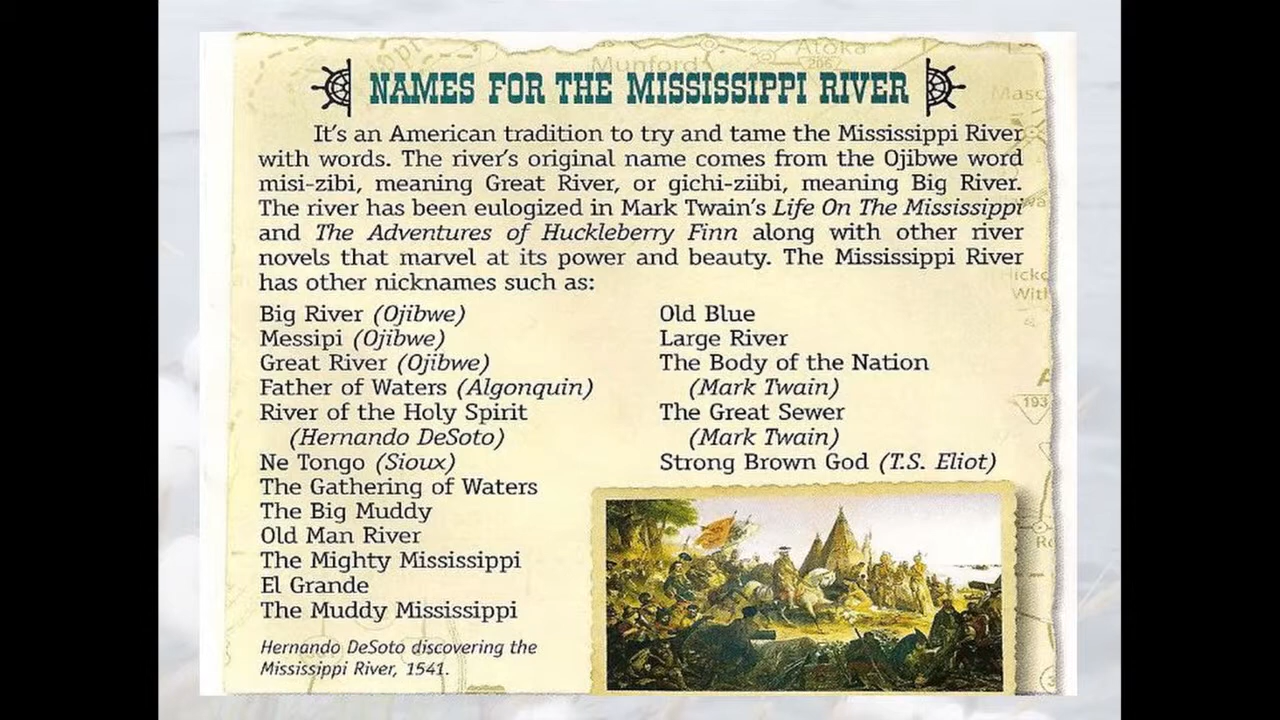 Munford
Atoka
206
NAMES FOR THE MISSISSIPPI RIVER
It's an American tradition to try and tame the Mississippi River
with words. The river's original name comes from the Ojibwe word
misi-zibi, meaning Great River, or gichi-ziibi, meaning Big River.
The river has been eulogized in Mark Twain's Life On The Mississippi
and The Adventures of Huckleberry Finn along with other river
novels that marvel at its power and beauty. The Mississippi River
has other nicknames such as:
Big River (Ojibwe)
Messipi (Ojibwe)
Great River (Ojibwe)
Father of Waters (Algonquin)
River of the Holy Spirit
(Hernando DeSoto)
Ne Tongo (Sioux)
The Gathering of Waters
The Big Muddy
Old Man River
The Mighty Mississippi
El Grande
The Muddy Mississippi
Old Blue
Large River
The Body of the Nation
(Mark Twain)
The Great Sewer
(Mark Twain)
Strong Brown God (T.S. Eliot)
193
Hernando DeSoto discovering the
Mississippi River, 1541.